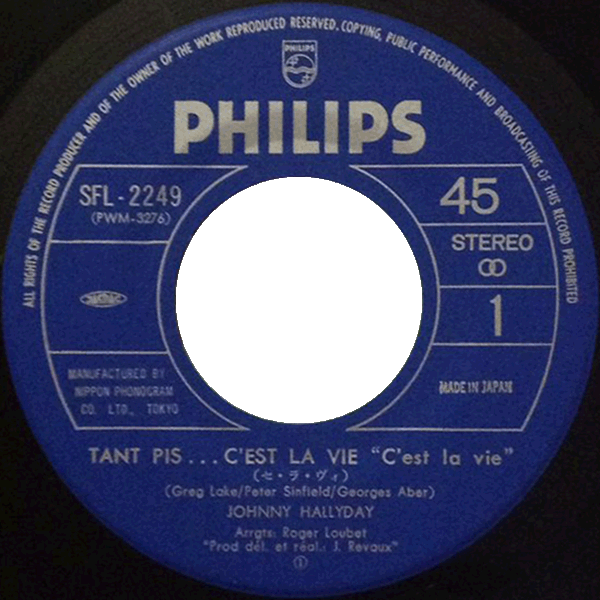 ALL RIGHTS OF THE RECORD PRODUCER AND OF THE OWNER OF THE WORK REPRODUCED RESERVED. COPYING, PUBLIC PERFORMANCE AND BROADCASTING OF THIS RECORD PROHIBITED
PHILIPS
PHILIPS
SFL-2249
(PWM-3276)
45
STEREO
1
MANUFACTURED BY
NIPPON PHONOGRAM
CO. LTD., TOKYO
MADE IN JAPAN
TANT PIS...C'EST LA VIE "C'est la vie"
(セ・ラ・ヴィ)
(Greg Lake/Peter Sinfield/Georges Aber)
JOHNNY HALLYDAY
Arrgts: Roger Loubet
"Prod dél. et réal.: J. Revaux"
Ⓟ